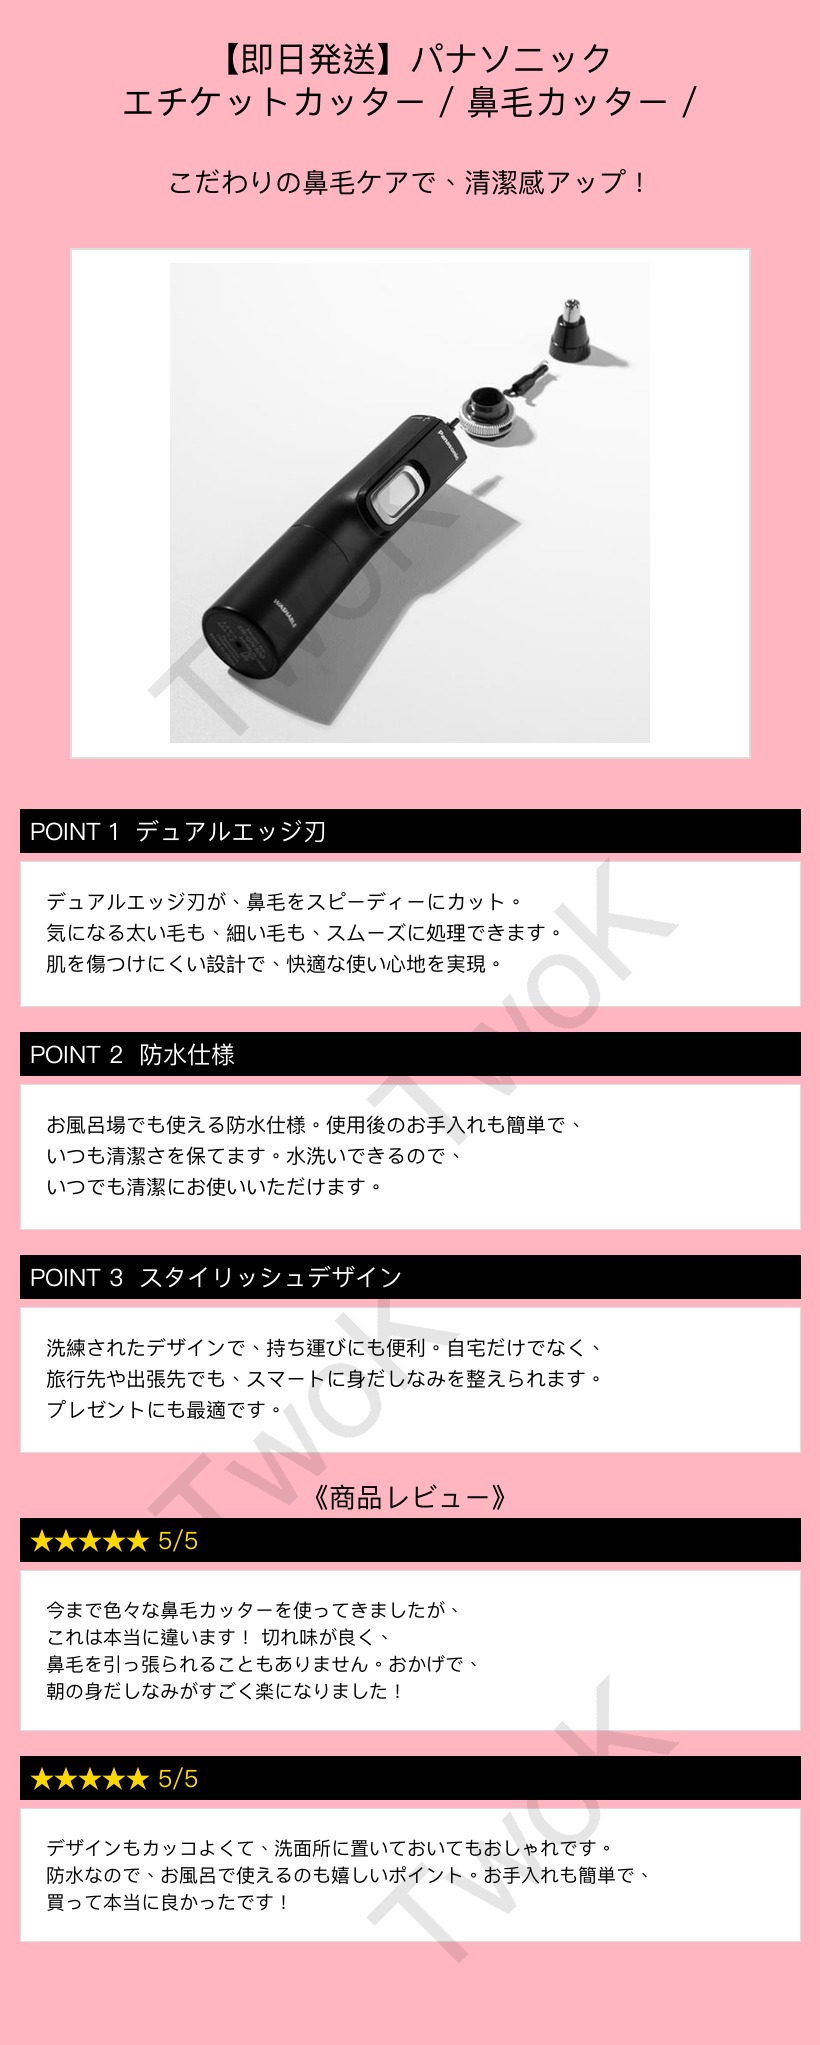 【即日発送】パナソニック
エチケットカッター / 鼻毛カッター /
こだわりの鼻毛ケアで、清潔感アップ！
Panasonic
WASHABLE
TwoK
POINT 1 デュアルエッジ刃
デュアルエッジ刃が、鼻毛をスピーディーにカット。
気になる太い毛も、細い毛も、スムーズに処理できます。
肌を傷つけにくい設計で、快適な使い心地を実現。
TwoK
POINT 2 防水仕様
お風呂場でも使える防水仕様。使用後のお手入れも簡単で、
いつも清潔さを保てます。水洗いできるので、
いつでも清潔にお使いいただけます。
POINT 3 スタイリッシュデザイン
洗練されたデザインで、持ち運びにも便利。自宅だけでなく、
旅行先や出張先でも、スマートに身だしなみを整えられます。
プレゼントにも最適です。
TwoK
《商品レビュー》
★★★★★ 5/5
今まで色々な鼻毛カッターを使ってきましたが、
これは本当に違います！ 切れ味が良く、
鼻毛を引っ張られることもありません。おかげで、
朝の身だしなみがすごく楽になりました！
★★★★★ 5/5
デザインもカッコよくて、洗面所に置いておいてもおしゃれです。
防水なので、お風呂で使えるのも嬉しいポイント。お手入れも簡単で、
買って本当に良かったです！
TwoK